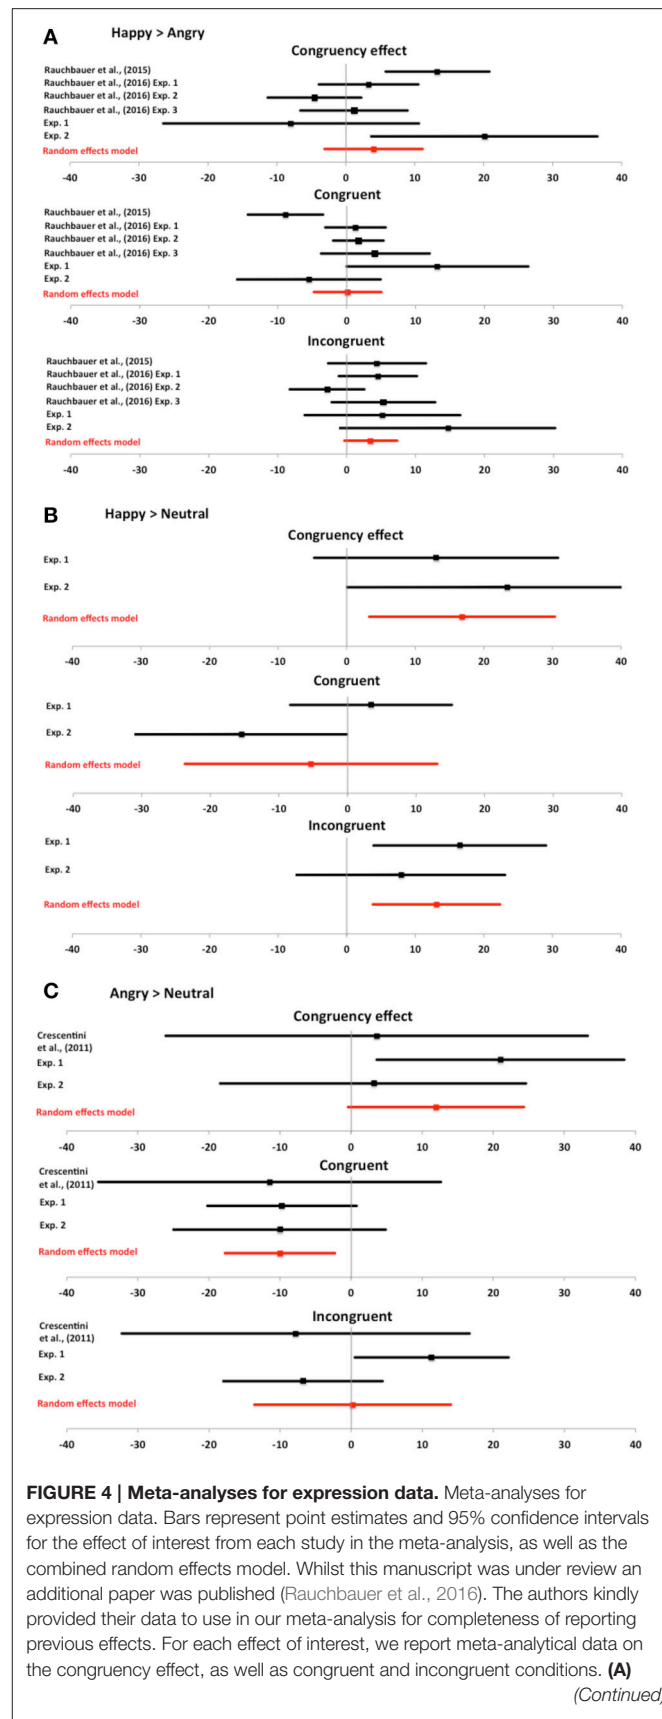 A Happy > Angry
Congruency effect
Rauchbauer et al., (2015)
Rauchbauer et al., (2016) Exp. 1
Rauchbauer et al., (2016) Exp. 2
Rauchbauer et al., (2016) Exp. 3
Exp. 1
Exp. 2
Random effects model
-40 -30 -20 -10 0 10 20 30 40
Congruent
Rauchbauer et al., (2015)
Rauchbauer et al., (2016) Exp. 1
Rauchbauer et al., (2016) Exp. 2
Rauchbauer et al., (2016) Exp. 3
Exp. 1
Exp. 2
Random effects model
-40 -30 -20 -10 0 10 20 30 40
Incongruent
Rauchbauer et al., (2015)
Rauchbauer et al., (2016) Exp. 1
Rauchbauer et al., (2016) Exp. 2
Rauchbauer et al., (2016) Exp. 3
Exp. 1
Exp. 2
Random effects model
-40 -30 -20 -10 0 10 20 30 40
B Happy > Neutral
Congruency effect
Exp. 1
Exp. 2
Random effects model
-40 -30 -20 -10 0 10 20 30 40
Congruent
Exp. 1
Exp. 2
Random effects model
-40 -30 -20 -10 0 10 20 30 40
Incongruent
Exp. 1
Exp. 2
Random effects model
-40 -30 -20 -10 0 10 20 30 40
C Angry > Neutral
Congruency effect
Crescentini
et al., (2011)
Exp. 1
Exp. 2
Random effects model
-40 -30 -20 -10 0 10 20 30 40
Congruent
Crescentini
et al., (2011)
Exp. 1
Exp. 2
Random effects model
-40 -30 -20 -10 0 10 20 30 40
Incongruent
Crescentini
et al., (2011)
Exp. 1
Exp. 2
Random effects model
-40 -30 -20 -10 0 10 20 30 40
FIGURE 4 | Meta-analyses for expression data. Meta-analyses for
expression data. Bars represent point estimates and 95% confidence intervals
for the effect of interest from each study in the meta-analysis, as well as the
combined random effects model. Whilst this manuscript was under review an
additional paper was published (Rauchbauer et al., 2016). The authors kindly
provided their data to use in our meta-analysis for completeness of reporting
previous effects. For each effect of interest, we report meta-analytical data on
the congruency effect, as well as congruent and incongruent conditions. (A)
(Continued)